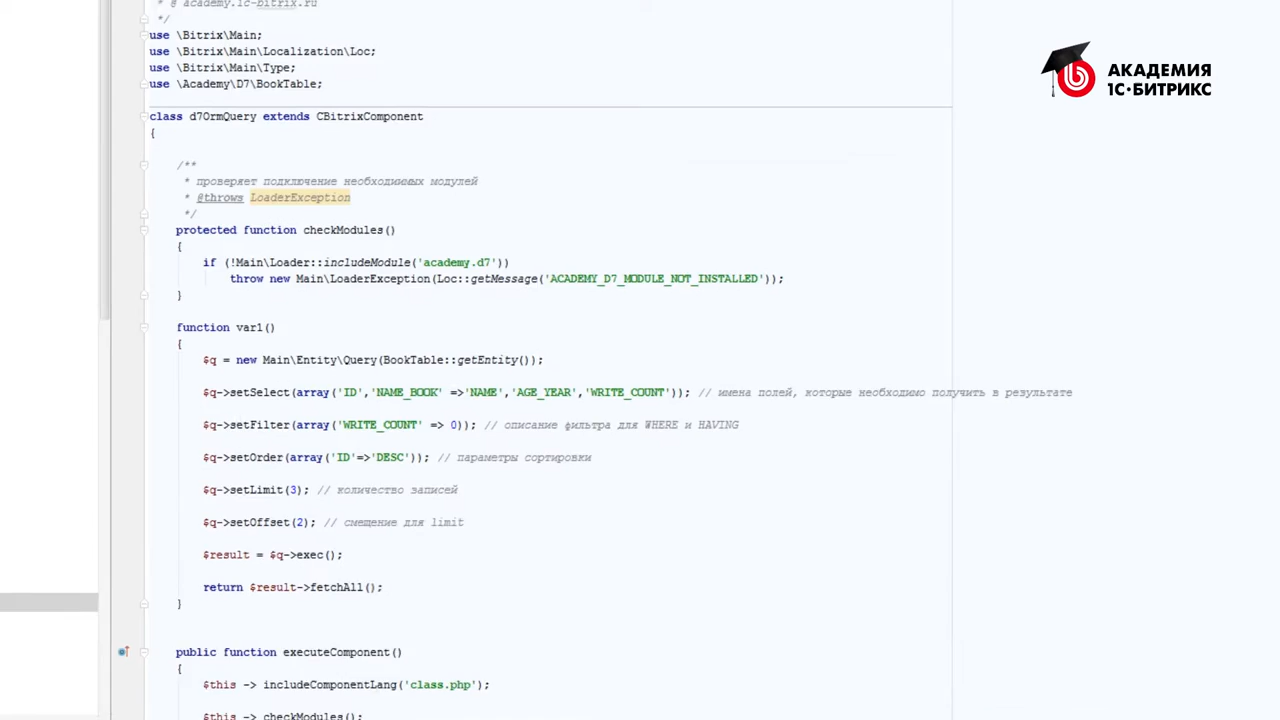 * @ academy.1c-bitrix.ru
*/
use \Bitrix\Main;
use \Bitrix\Main\Localization\Loc;
use \Bitrix\Main\Type;
use \Academy\D7\BookTable;
АКАДЕМИЯ
1С-БИТРИКС
class d7OrmQuery extends CBitrixComponent
{
/**
* проверяет подключение необходиимых модулей
* @throws LoaderException
*/
protected function checkModules()
{
if (!Main\Loader::includeModule('academy.d7'))
throw new Main\LoaderException(Loc::getMessage('ACADEMY_D7_MODULE_NOT_INSTALLED'));
}
function var1()
{
$q = new Main\Entity\Query(BookTable::getEntity());
$q->setSelect(array('ID','NAME_BOOK' =>'NAME','AGE_YEAR','WRITE_COUNT')); // имена полей, которые необходимо получить в результате
$q->setFilter(array('WRITE_COUNT' => 0)); // описание фильтра для WHERE и HAVING
$q->setOrder(array('ID'=>'DESC')); // параметры сортировки
$q->setLimit(3); // количество записей
$q->setOffset(2); // смещение для limit
$result = $q->exec();
return $result->fetchAll();
}
public function executeComponent()
{
$this -> includeComponentLang('class.php');
$this -> checkModules();